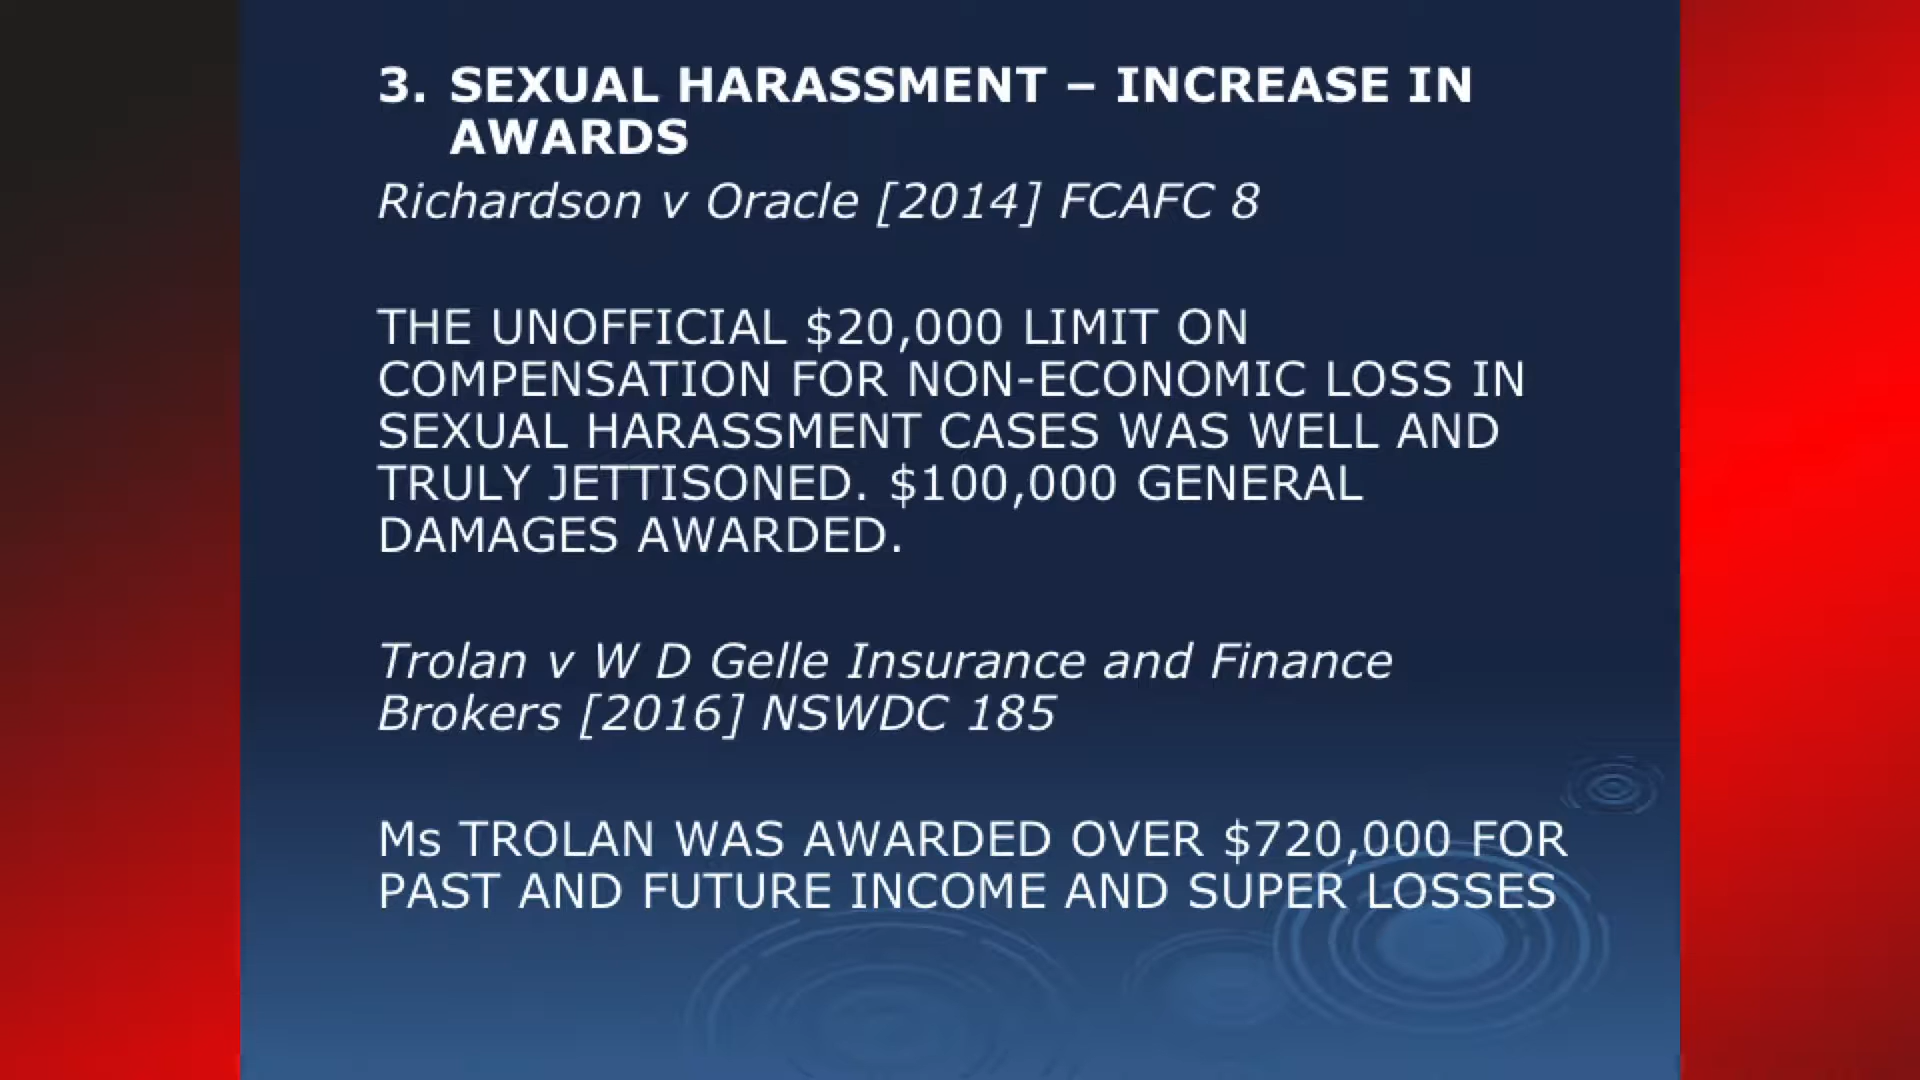 3. SEXUAL HARASSMENT – INCREASE IN
AWARDS
Richardson v Oracle [2014] FCAFC 8
THE UNOFFICIAL $20,000 LIMIT ON
COMPENSATION FOR NON-ECONOMIC LOSS IN
SEXUAL HARASSMENT CASES WAS WELL AND
TRULY JETTISONED. $100,000 GENERAL
DAMAGES AWARDED.
Trolan v W D Gelle Insurance and Finance
Brokers [2016] NSWDC 185
Ms TROLAN WAS AWARDED OVER $720,000 FOR
PAST AND FUTURE INCOME AND SUPER LOSSES